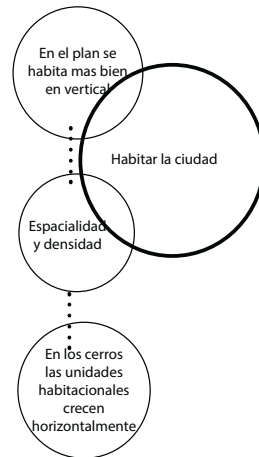 En el plan se
habita mas bien
en vertical
Habitar la ciudad
Espacialidad
y densidad
En los cerros
las unidades
habitacionales
crecen
horizontalmente